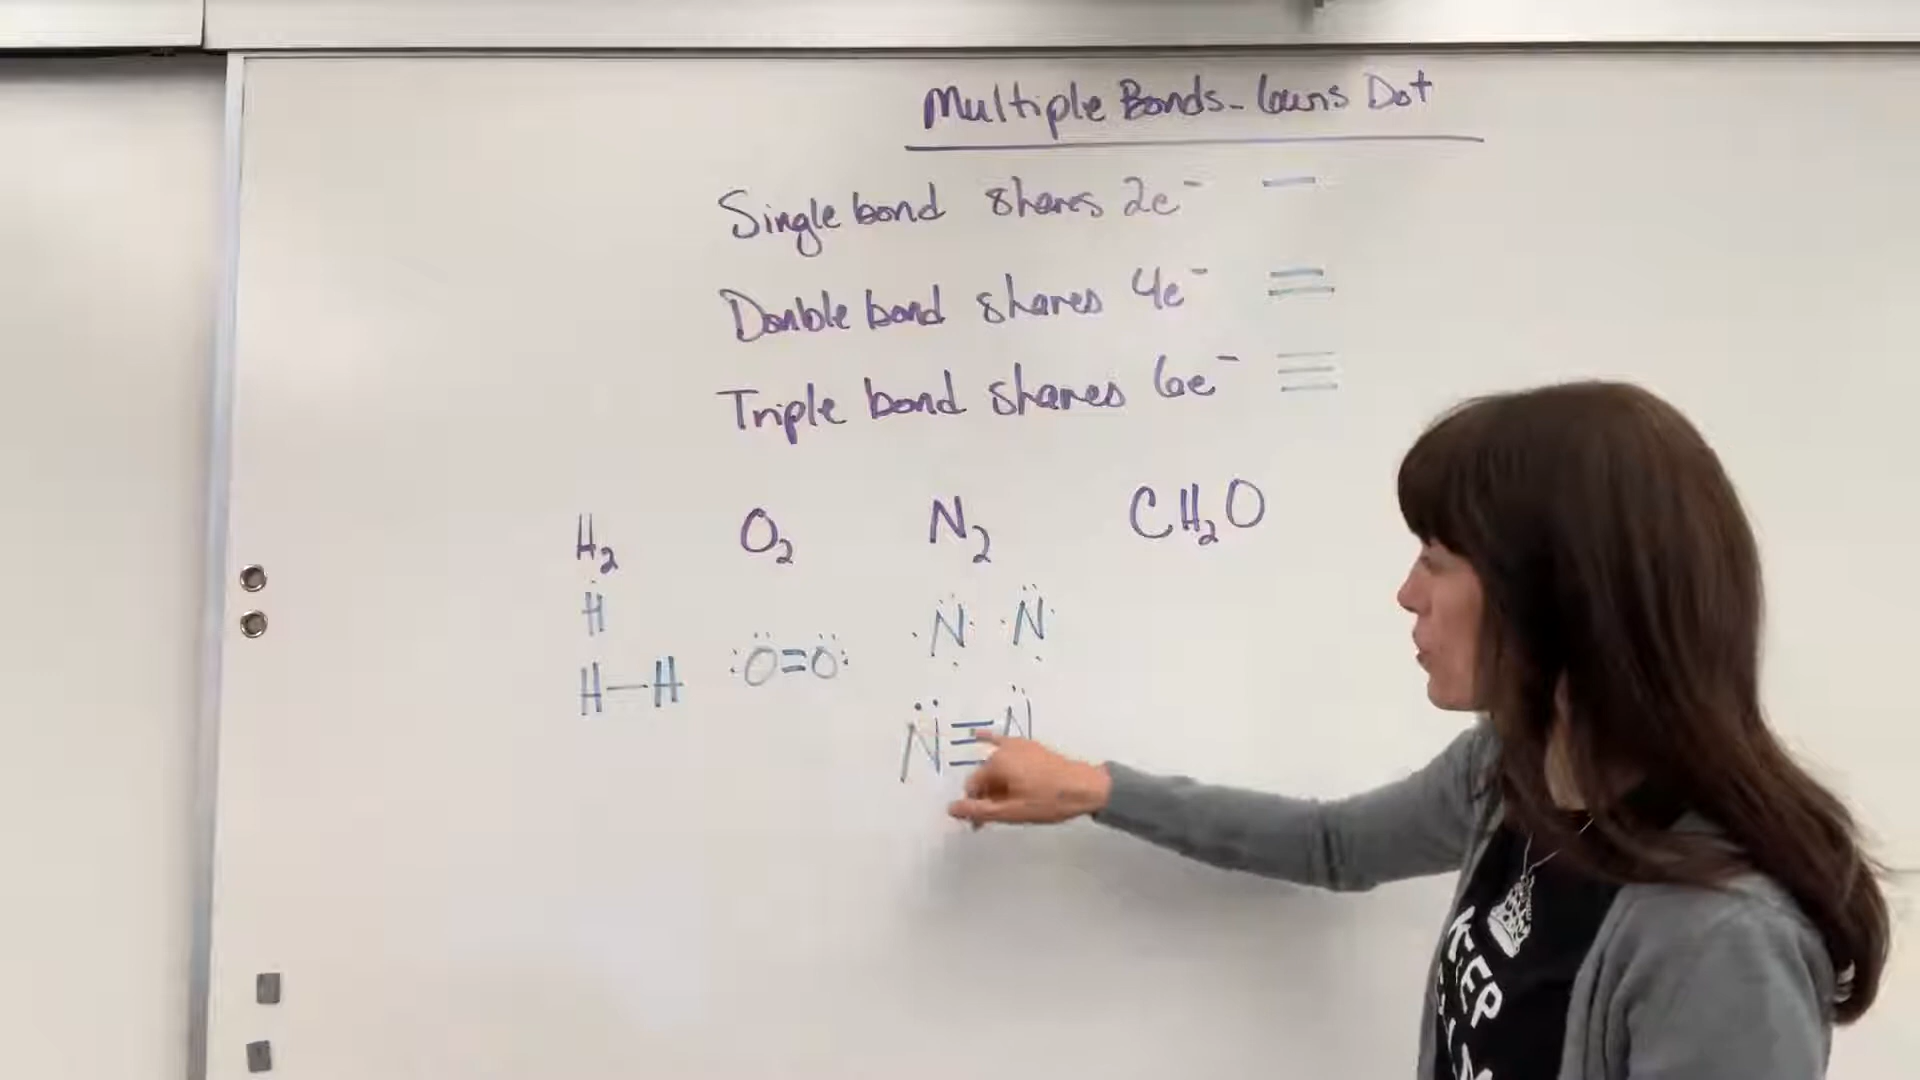 Multiple Bonds - Lewis Dot
Single bond shares 2e⁻ —
Double bond shares 4e⁻ =
Triple bond shares 6e⁻ ≡
H₂ O₂ N₂ CH₂O
H N N
H—H O=O
N≡N
KEEP